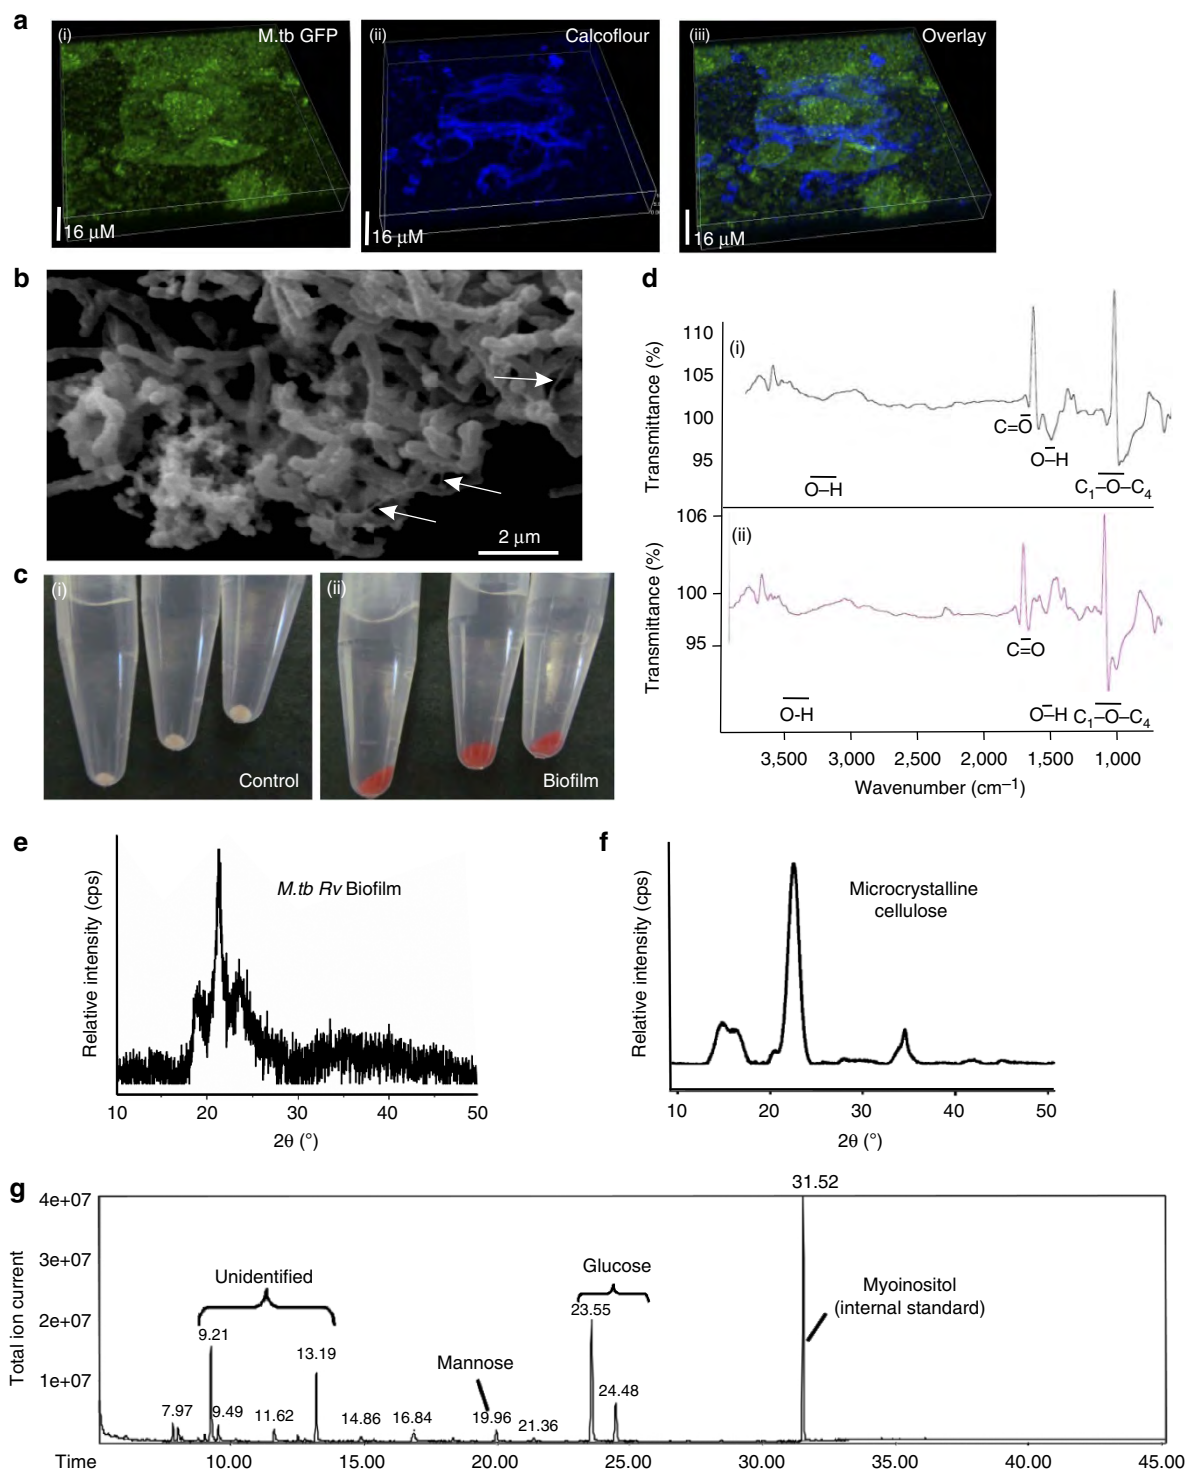 a
(i) M.tb GFP
16 μM
(ii) Calcoflour
16 μM
(iii) Overlay
16 μM
b
2 μm
c
(i)
Control
(ii)
Biofilm
d
Transmittance (%)
110
105
100
95
(i)
C=O
O–H
O–H
C1–O–C4
Transmittance (%)
106
100
95
(ii)
C=O
O-H
O–H
C1–O–C4
3,500 3,000 2,500 2,000 1,500 1,000
Wavenumber (cm–1)
e
Relative intensity (cps)
M.tb Rv Biofilm
10 20 30 40 50
2θ (°)
f
Relative intensity (cps)
Microcrystalline
cellulose
10 20 30 40 50
2θ (°)
g
Total ion current
4e+07
3e+07
2e+07
1e+07
Unidentified
Mannose
Glucose
Myoinositol
(internal standard)
7.97
9.21
9.49
11.62
13.19
14.86
16.84
19.96
21.36
23.55
24.48
31.52
Time 10.00 15.00 20.00 25.00 30.00 35.00 40.00 45.00